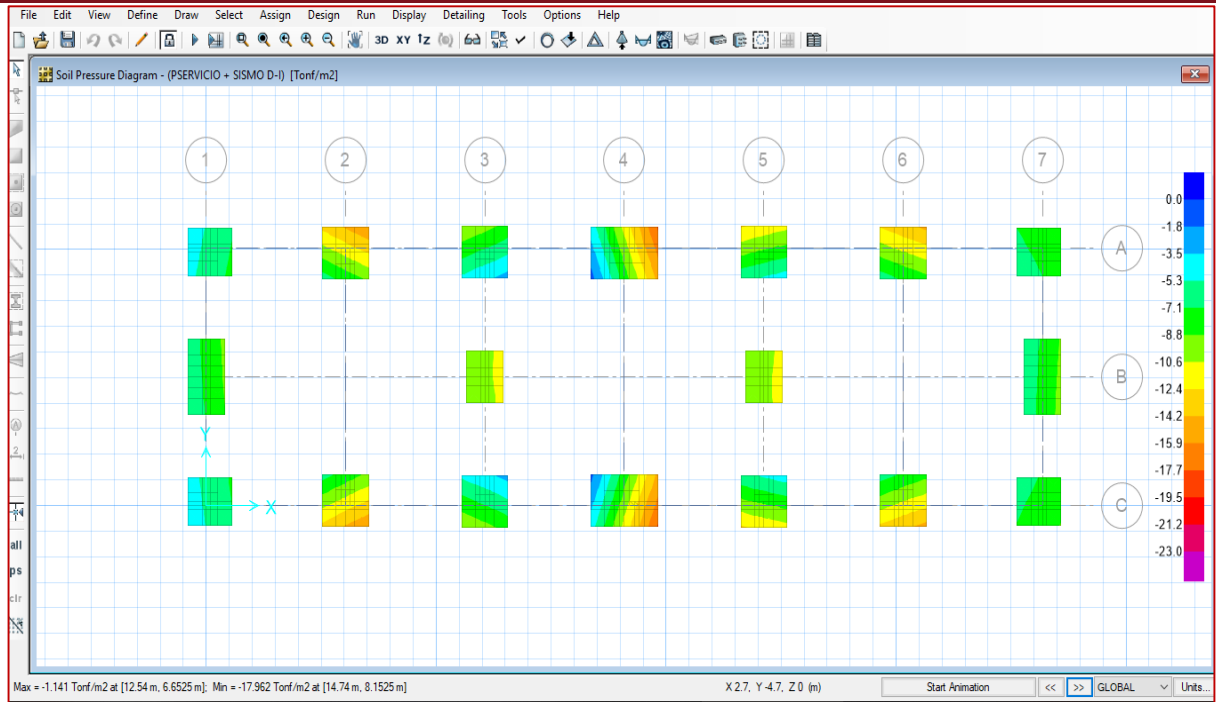 File Edit View Define Draw Select Assign Design Run Display Detailing Tools Options Help
3D XY
Soil Pressure Diagram - (PSERVICIO + SISMO D-I) [Tonf/m2]
1 2 3 4 5 6 7
A
B
C
Y
X
0.0
-1.8
-3.5
-5.3
-7.1
-8.8
-10.6
-12.4
-14.2
-15.9
-17.7
-19.5
-21.2
-23.0
all
ps
clr
Max = -1.141 Tonf/m2 at [12.54 m, 6.6525 m]; Min = -17.962 Tonf/m2 at [14.74 m, 8.1525 m]
X 2.7, Y -4.7, Z 0 (m)
Start Animation
<< >> GLOBAL Units...